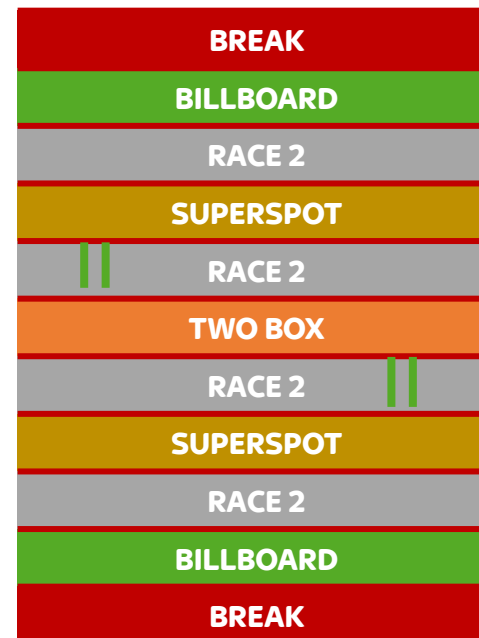 BREAK
BILLBOARD
RACE 2
SUPERSPOT
RACE 2
TWO BOX
RACE 2
SUPERSPOT
RACE 2
BILLBOARD
BREAK